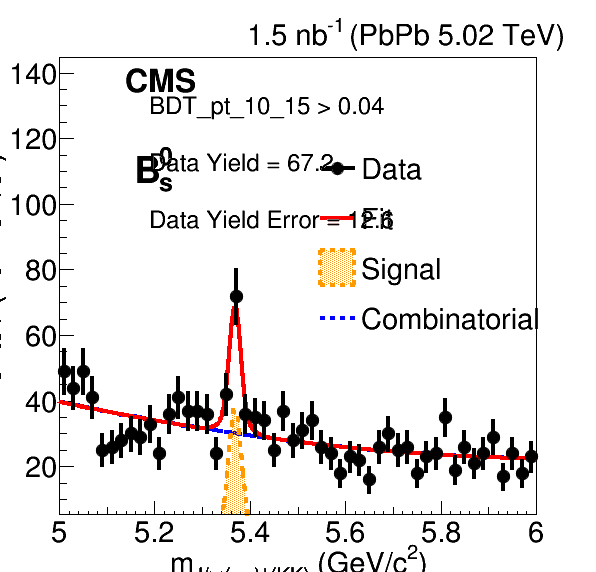 1.5 nb-1 (PbPb 5.02 TeV)
CMS
BDT_pt_10_15 > 0.04
B0s
Data Yield = 67.2
Data
Data Yield Error = 12.6
Fit
Signal
Combinatorial
140
120
100
80
60
40
20
5 5.2 5.4 5.6 5.8 6
m (GeV/c2)